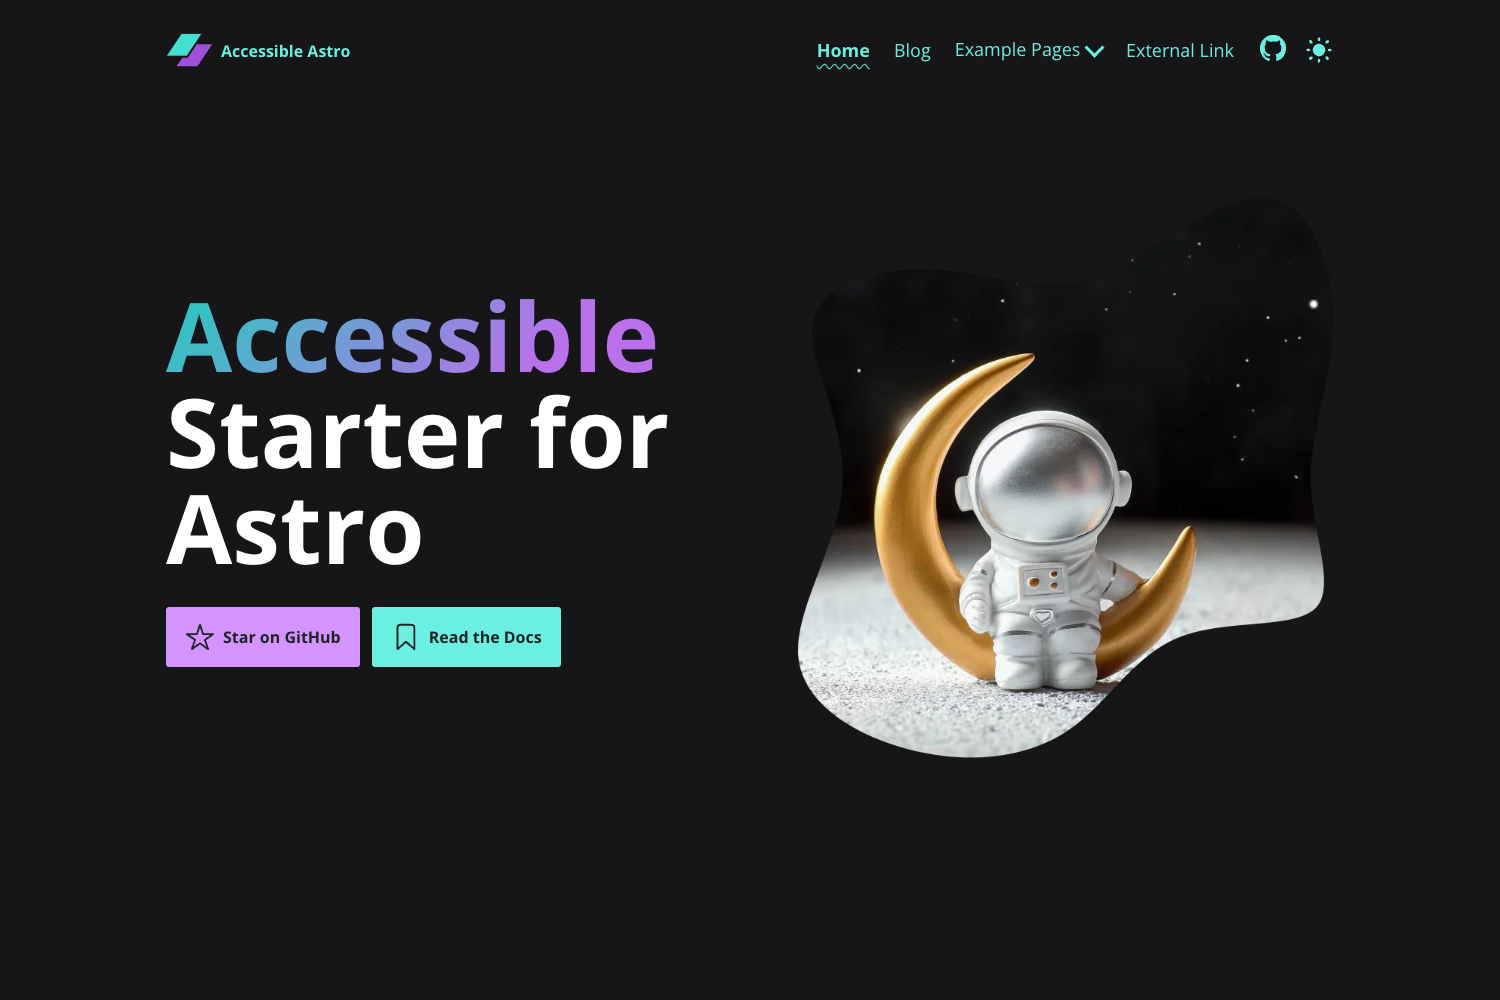 Accessible Astro
Home
Blog
Example Pages
External Link
Accessible
Starter for
Astro
Star on GitHub
Read the Docs